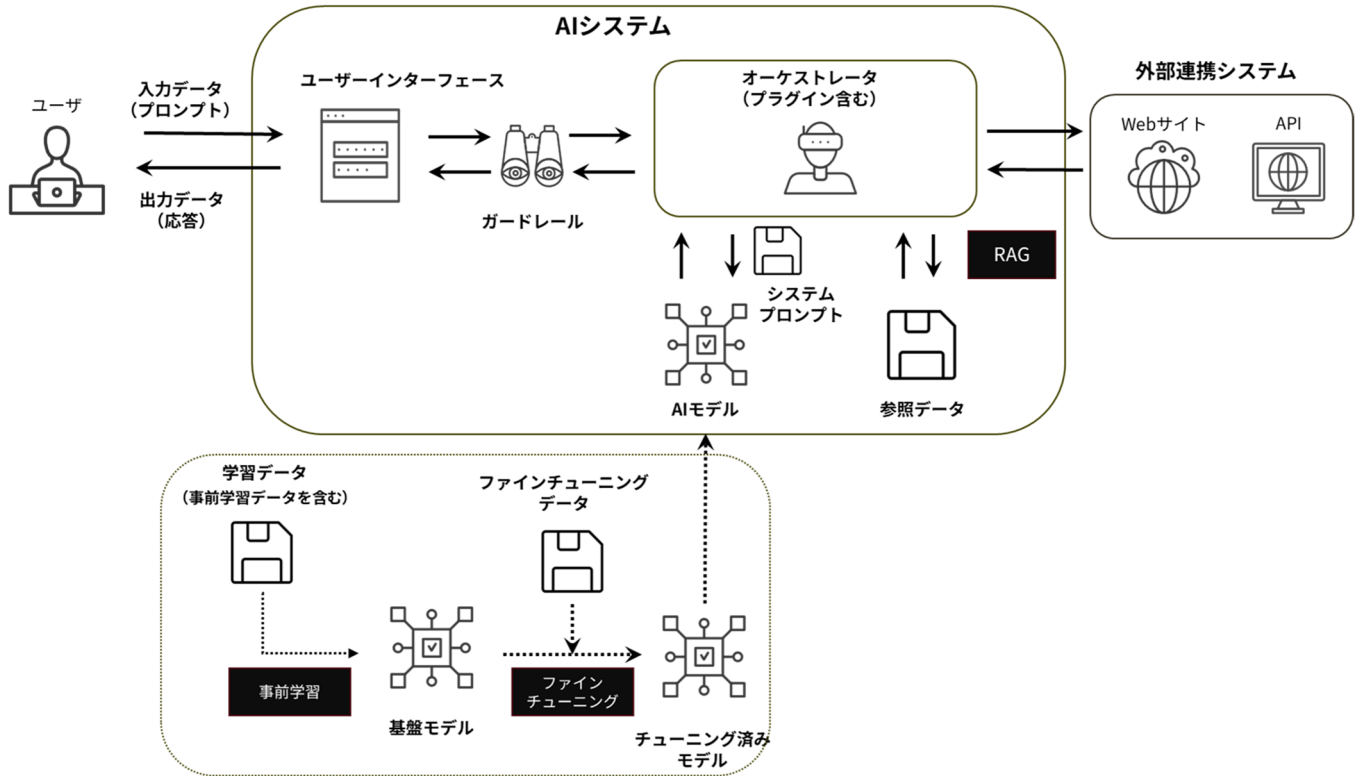 AIシステム
ユーザ
入力データ
（プロンプト）
出力データ
（応答）
ユーザーインターフェース
ガードレール
オーケストレータ
（プラグイン含む）
外部連携システム
Webサイト
API
システム
プロンプト
RAG
AIモデル
参照データ
学習データ
（事前学習データを含む）
ファインチューニング
データ
事前学習
基盤モデル
ファイン
チューニング
チューニング済み
モデル